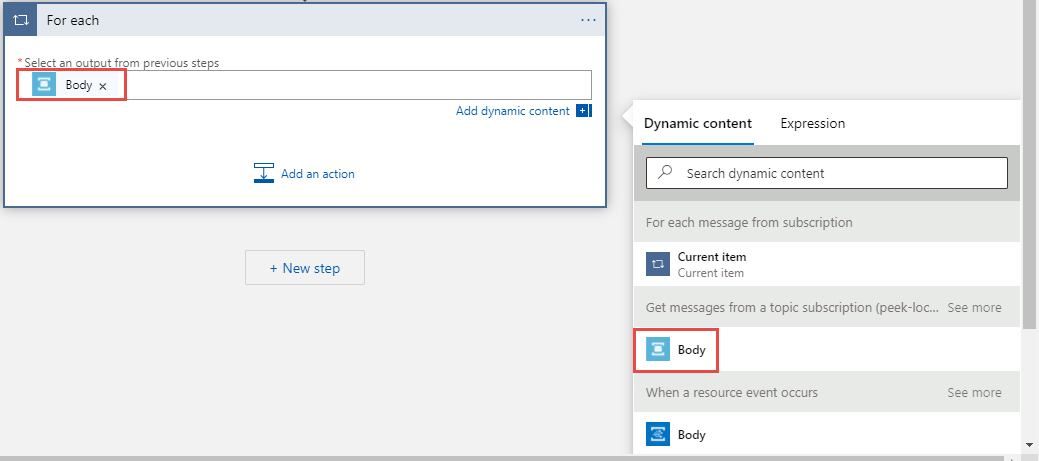 For each
...
*Select an output from previous steps
Body ×
Add dynamic content
Add an action
+ New step
Dynamic content
Expression
Search dynamic content
For each message from subscription
Current item
Current item
Get messages from a topic subscription (peek-loc...
See more
Body
When a resource event occurs
See more
Body